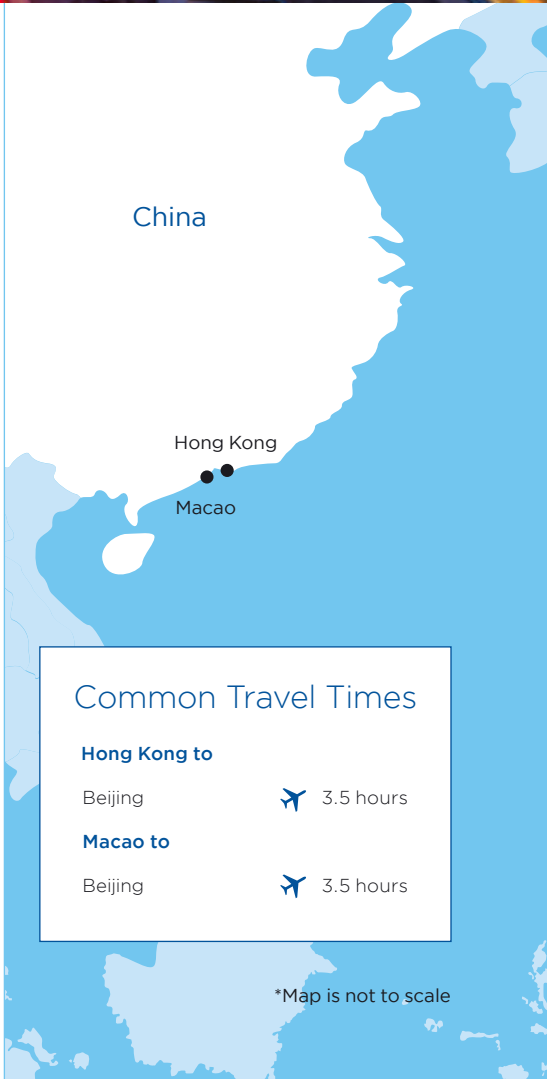 China
Hong Kong
Macao
Common Travel Times
Hong Kong to
Beijing 3.5 hours
Macao to
Beijing 3.5 hours
*Map is not to scale